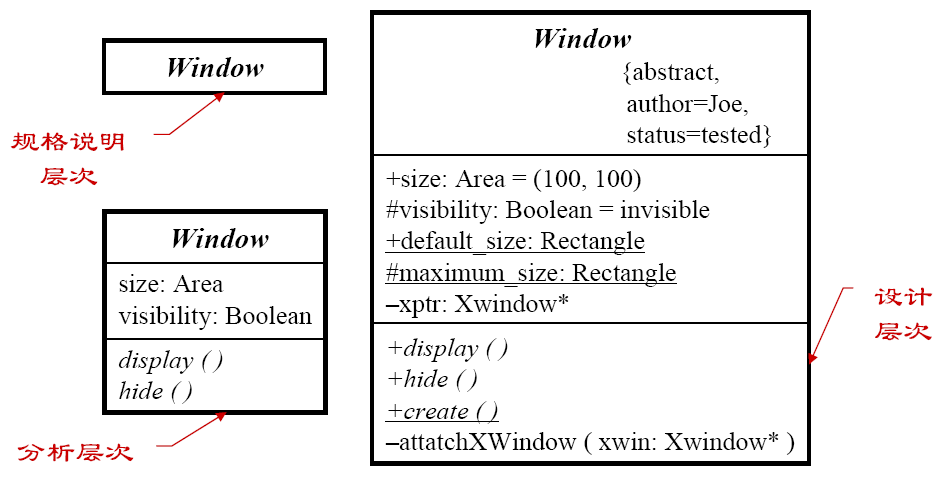 Window
规格说明
层次
Window
size: Area
visibility: Boolean
display ( )
hide ( )
分析层次
Window
{abstract,
author=Joe,
status=tested}
+size: Area = (100, 100)
#visibility: Boolean = invisible
+default_size: Rectangle
#maximum_size: Rectangle
–xptr: Xwindow*
+display ( )
+hide ( )
+create ( )
–attatchXWindow ( xwin: Xwindow* )
设计
层次